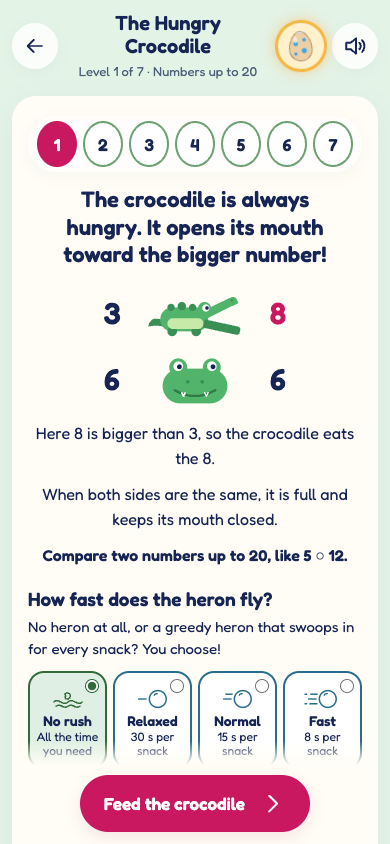 The Hungry
Crocodile
Level 1 of 7 · Numbers up to 20
1 2 3 4 5 6 7
The crocodile is always
hungry. It opens its mouth
toward the bigger number!
3 8
6 6
Here 8 is bigger than 3, so the crocodile eats
the 8.
When both sides are the same, it is full and
keeps its mouth closed.
Compare two numbers up to 20, like 5 ○ 12.
How fast does the heron fly?
No heron at all, or a greedy heron that swoops in
for every snack? You choose!
No rush Relaxed Normal Fast
All the time 30 s per 15 s per 8 s per
you need snack snack snack
Feed the crocodile